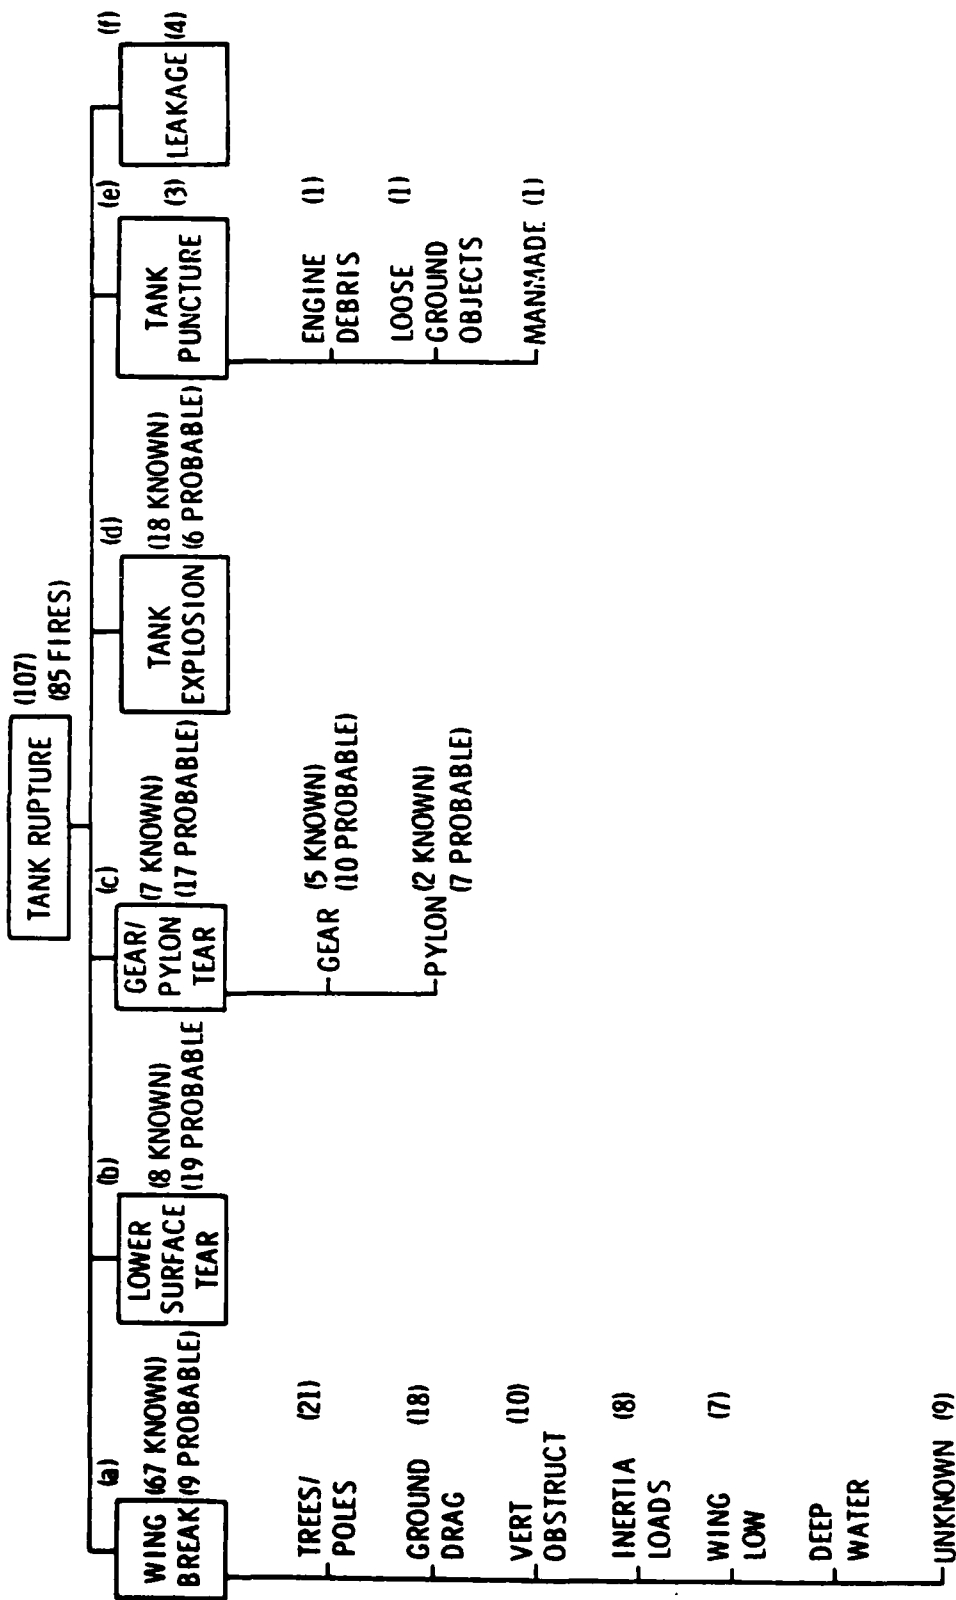 TANK RUPTURE
(107)
(85 FIRES)
(a)
WING
BREAK
(67 KNOWN)
(9 PROBABLE)
TREES/
POLES
(21)
GROUND
DRAG
(18)
VERT
OBSTRUCT
(10)
INERTIA
LOADS
(8)
WING
LOW
(7)
DEEP
WATER
UNKNOWN (9)
(b)
LOWER
SURFACE
TEAR
(8 KNOWN)
(19 PROBABLE
(c)
GEAR/
PYLON
TEAR
(7 KNOWN)
(17 PROBABLE)
GEAR (5 KNOWN)
(10 PROBABLE)
PYLON (2 KNOWN)
(7 PROBABLE)
(d)
TANK
EXPLOSION
(18 KNOWN)
(6 PROBABLE)
(e)
TANK
PUNCTURE
(3)
ENGINE
DEBRIS
(1)
LOOSE
GROUND
OBJECTS
(1)
MANMADE (1)
(f)
LEAKAGE
(4)